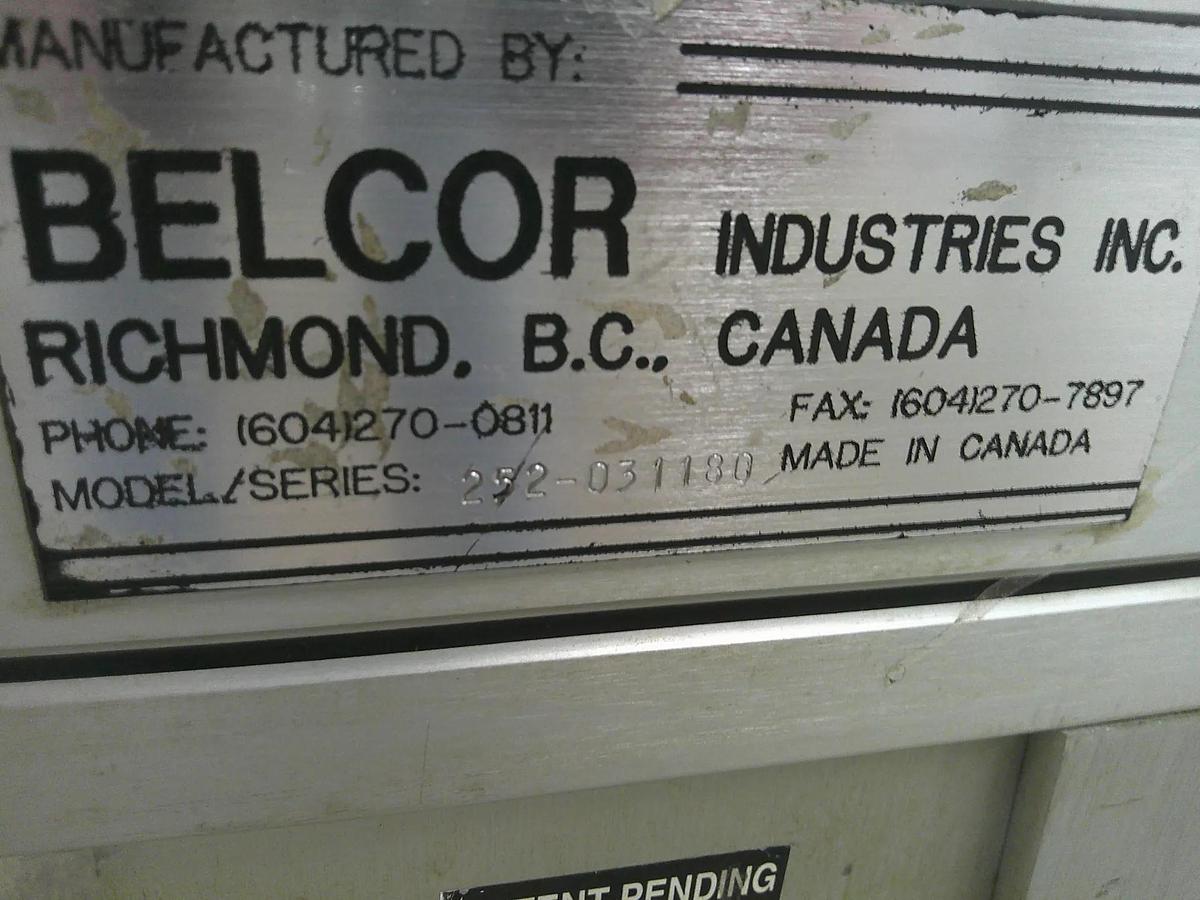 MANUFACTURED BY:
BELCOR INDUSTRIES INC.
RICHMOND, B.C., CANADA
PHONE: (604)270-0811 FAX: (604)270-7897
MODEL/SERIES: 252-031180 MADE IN CANADA
PENDING